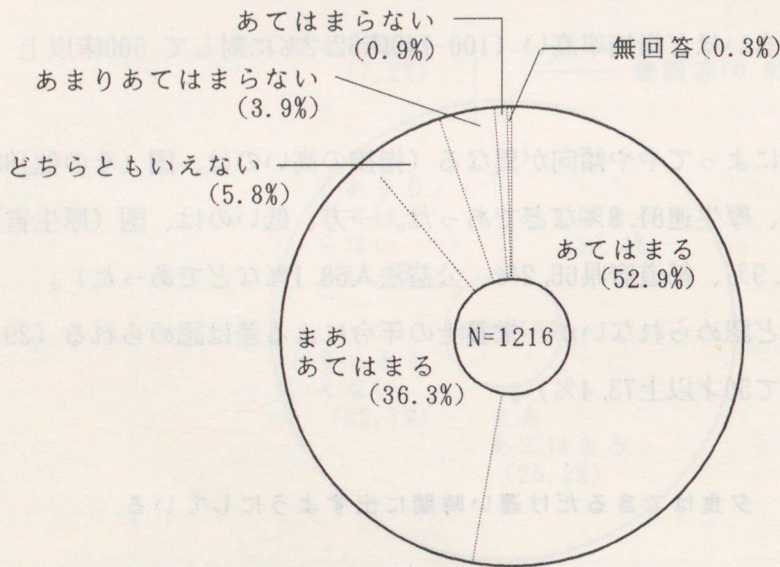 あてはまらない
(0.9%)
無回答(0.3%)
あまりあてはまらない
(3.9%)
どちらともいえない
(5.8%)
あてはまる
(52.9%)
N=1216
まあ
あてはまる
(36.3%)